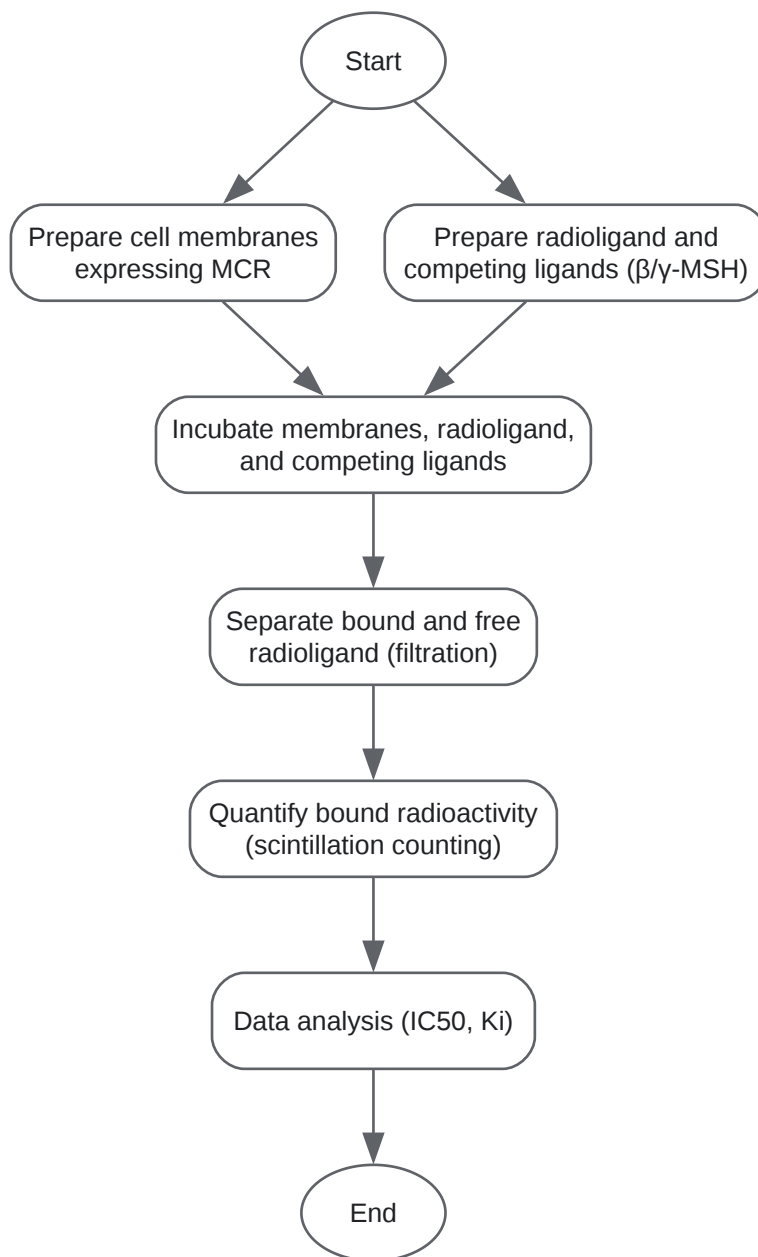 Start
Prepare cell membranes
expressing MCR
Prepare radioligand and
competing ligands (β/γ-MSH)
Incubate membranes, radioligand,
and competing ligands
Separate bound and free
radioligand (filtration)
Quantify bound radioactivity
(scintillation counting)
Data analysis (IC50, Ki)
End